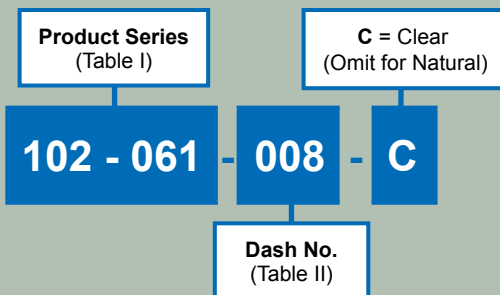 Product Series
(Table I)
C = Clear
(Omit for Natural)
102 - 061 - 008 - C
Dash No.
(Table II)